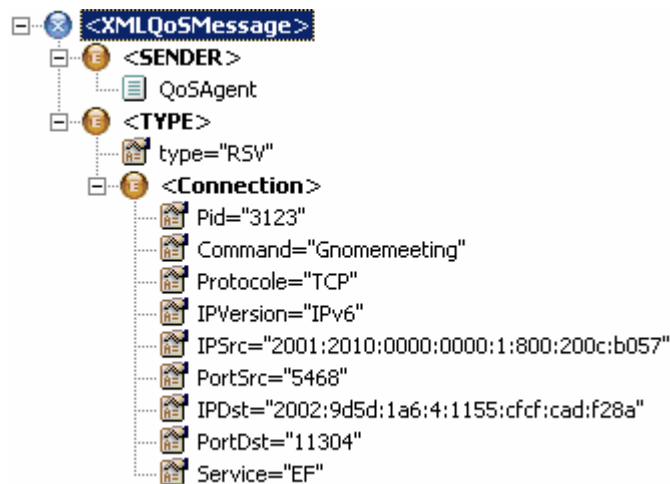 <XMLQoSMessage>
<SENDER>
QoSAgent
<TYPE>
type="RSV"
<Connection>
Pid="3123"
Command="Gnomemeeting"
Protocole="TCP"
IPVersion="IPv6"
IPSrc="2001:2010:0000:0000:1:800:200c:b057"
PortSrc="5468"
IPDst="2002:9d5d:1a6:4:1155:cfcf:cad:f28a"
PortDst="11304"
Service="EF"